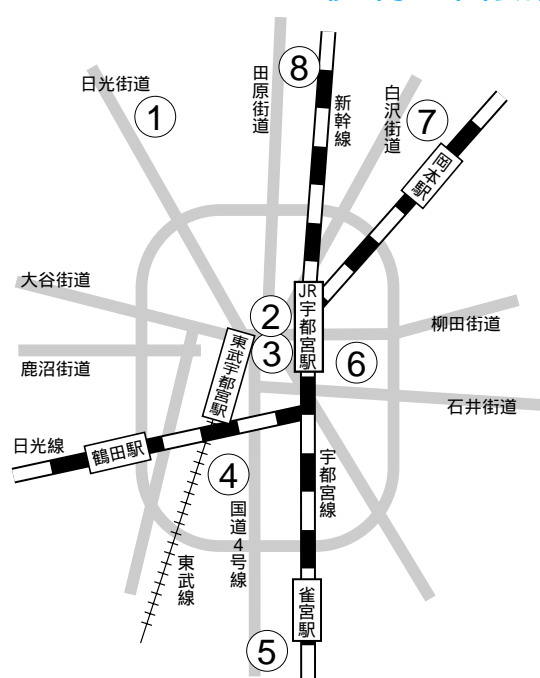 日光街道
①
田原街道
⑧
新幹線
白沢街道
⑦
岡本駅
大谷街道
鹿沼街道
②
③
JR宇都宮駅
東武宇都宮駅
⑥
柳田街道
石井街道
日光線
鶴田駅
④
国道4号線
宇都宮線
東武線
雀宮駅
⑤